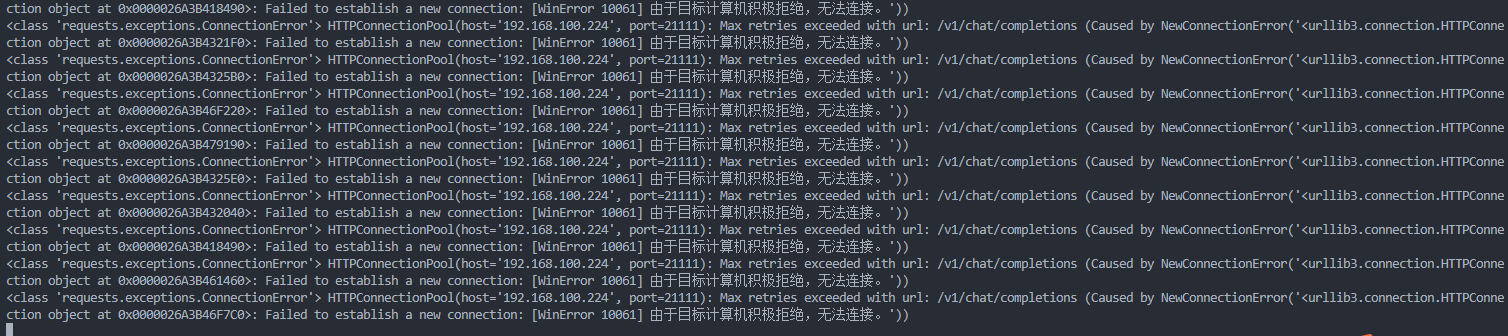 ction object at 0x0000026A3B418490>: Failed to establish a new connection: [WinError 10061] 由于目标计算机积极拒绝，无法连接。'))
<class 'requests.exceptions.ConnectionError'> HTTPConnectionPool(host='192.168.100.224', port=21111): Max retries exceeded with url: /v1/chat/completions (Caused by NewConnectionError('<urllib3.connection.HTTPConne
ction object at 0x0000026A3B4321F0>: Failed to establish a new connection: [WinError 10061] 由于目标计算机积极拒绝，无法连接。'))
<class 'requests.exceptions.ConnectionError'> HTTPConnectionPool(host='192.168.100.224', port=21111): Max retries exceeded with url: /v1/chat/completions (Caused by NewConnectionError('<urllib3.connection.HTTPConne
ction object at 0x0000026A3B4325B0>: Failed to establish a new connection: [WinError 10061] 由于目标计算机积极拒绝，无法连接。'))
<class 'requests.exceptions.ConnectionError'> HTTPConnectionPool(host='192.168.100.224', port=21111): Max retries exceeded with url: /v1/chat/completions (Caused by NewConnectionError('<urllib3.connection.HTTPConne
ction object at 0x0000026A3B46F220>: Failed to establish a new connection: [WinError 10061] 由于目标计算机积极拒绝，无法连接。'))
<class 'requests.exceptions.ConnectionError'> HTTPConnectionPool(host='192.168.100.224', port=21111): Max retries exceeded with url: /v1/chat/completions (Caused by NewConnectionError('<urllib3.connection.HTTPConne
ction object at 0x0000026A3B479190>: Failed to establish a new connection: [WinError 10061] 由于目标计算机积极拒绝，无法连接。'))
<class 'requests.exceptions.ConnectionError'> HTTPConnectionPool(host='192.168.100.224', port=21111): Max retries exceeded with url: /v1/chat/completions (Caused by NewConnectionError('<urllib3.connection.HTTPConne
ction object at 0x0000026A3B4325E0>: Failed to establish a new connection: [WinError 10061] 由于目标计算机积极拒绝，无法连接。'))
<class 'requests.exceptions.ConnectionError'> HTTPConnectionPool(host='192.168.100.224', port=21111): Max retries exceeded with url: /v1/chat/completions (Caused by NewConnectionError('<urllib3.connection.HTTPConne
ction object at 0x0000026A3B432040>: Failed to establish a new connection: [WinError 10061] 由于目标计算机积极拒绝，无法连接。'))
<class 'requests.exceptions.ConnectionError'> HTTPConnectionPool(host='192.168.100.224', port=21111): Max retries exceeded with url: /v1/chat/completions (Caused by NewConnectionError('<urllib3.connection.HTTPConne
ction object at 0x0000026A3B418490>: Failed to establish a new connection: [WinError 10061] 由于目标计算机积极拒绝，无法连接。'))
<class 'requests.exceptions.ConnectionError'> HTTPConnectionPool(host='192.168.100.224', port=21111): Max retries exceeded with url: /v1/chat/completions (Caused by NewConnectionError('<urllib3.connection.HTTPConne
ction object at 0x0000026A3B461460>: Failed to establish a new connection: [WinError 10061] 由于目标计算机积极拒绝，无法连接。'))
<class 'requests.exceptions.ConnectionError'> HTTPConnectionPool(host='192.168.100.224', port=21111): Max retries exceeded with url: /v1/chat/completions (Caused by NewConnectionError('<urllib3.connection.HTTPConne
ction object at 0x0000026A3B46F7C0>: Failed to establish a new connection: [WinError 10061] 由于目标计算机积极拒绝，无法连接。'))